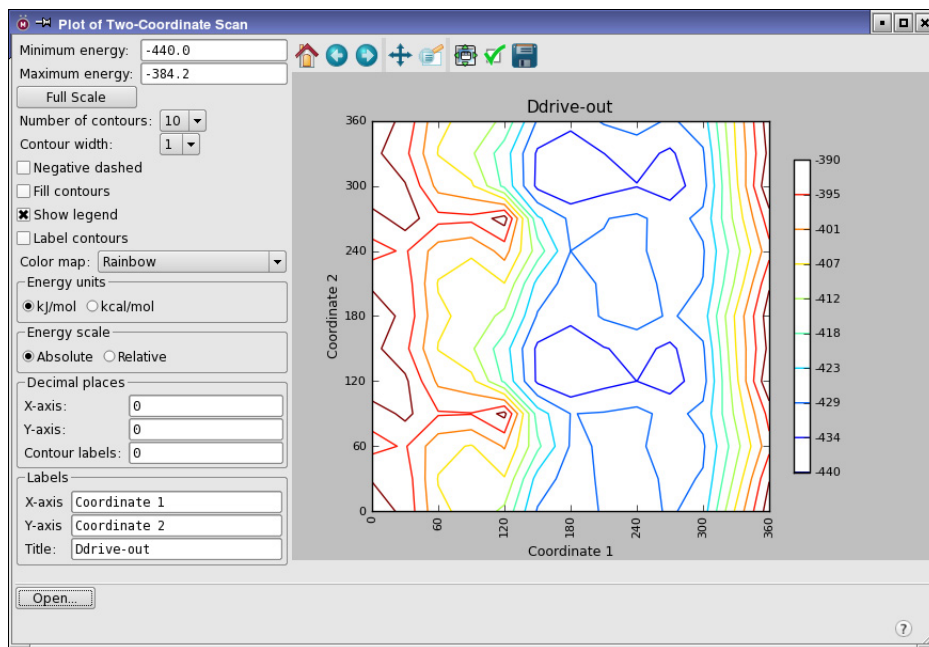 Plot of Two-Coordinate Scan
Minimum energy: -440.0
Maximum energy: -384.2
Full Scale
Number of contours: 10
Contour width: 1
Negative dashed
Fill contours
Show legend
Label contours
Color map: Rainbow
Energy units
kJ/mol kcal/mol
Energy scale
Absolute Relative
Decimal places
X-axis: 0
Y-axis: 0
Contour labels: 0
Labels
X-axis Coordinate 1
Y-axis Coordinate 2
Title: Ddrive-out
Open...
Ddrive-out
360
300
240
180
120
60
0
Coordinate 2
0 60 120 180 240 300 360
Coordinate 1
-390
-395
-401
-407
-412
-418
-423
-429
-434
-440
?